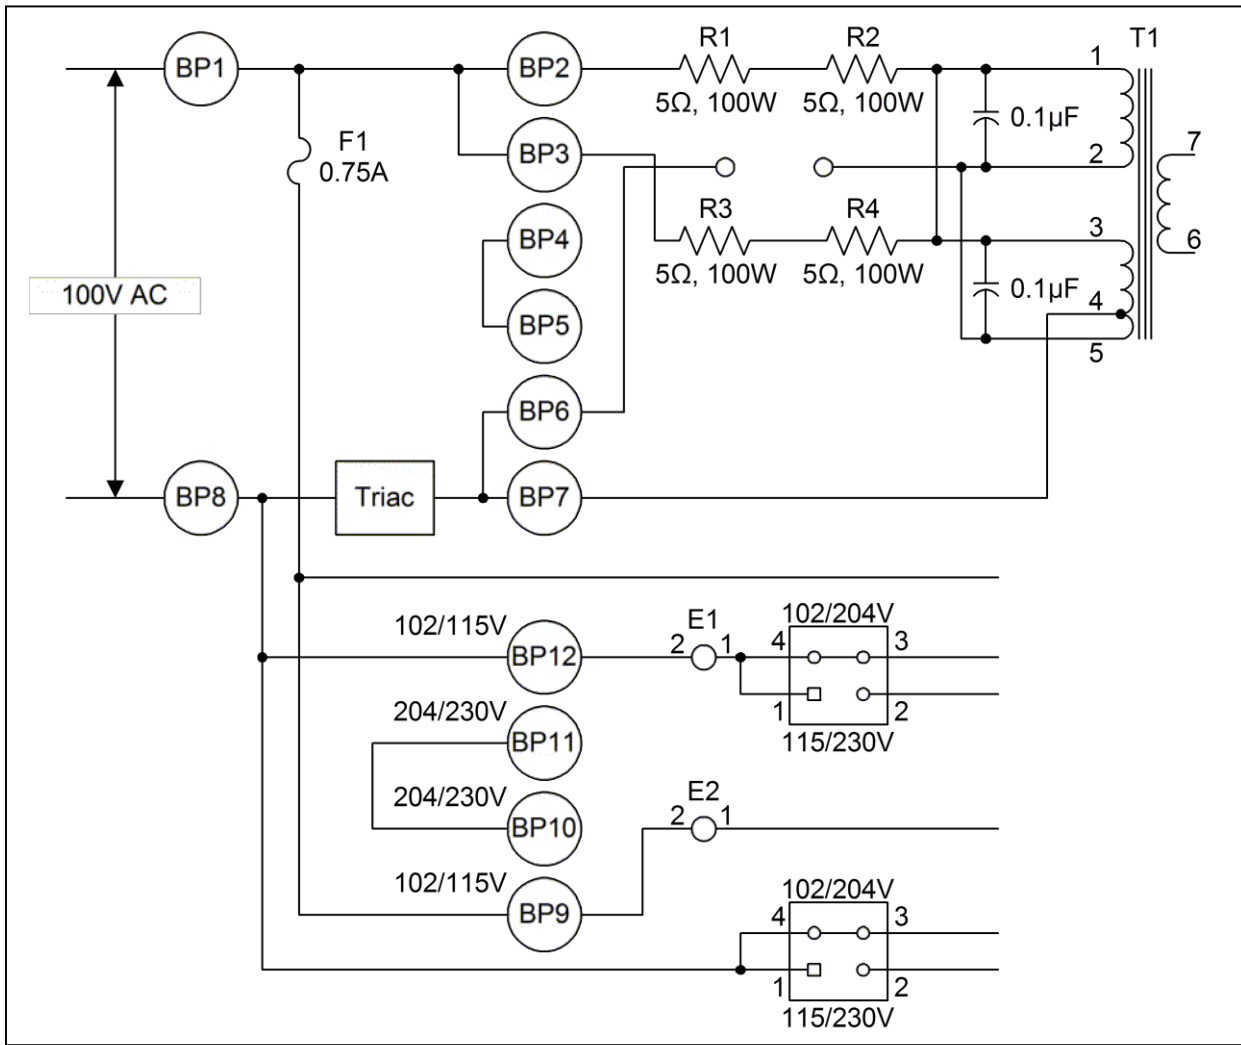 R1 R2 T1
BP1 BP2 1
5Ω, 100W 5Ω, 100W
0.1µF
F1
0.75A
BP3 2 7
R3 R4
BP4 3 6
5Ω, 100W 5Ω, 100W
100V AC
0.1µF
4
BP5
5
BP6
BP8 Triac BP7
102/204V
102/115V E1
2 1 4 3
BP12
204/230V 1 2
BP11 115/230V
204/230V E2
2 1
BP10
102/115V 102/204V
BP9 4 3
1 2
115/230V